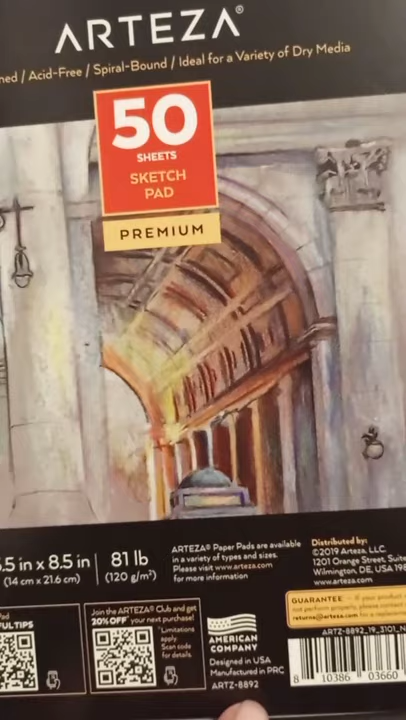 ARTEZA®
/ Acid-Free / Spiral-Bound / Ideal for a Variety of Dry Media
50
SHEETS
SKETCH
PAD
PREMIUM
5.5 in x 8.5 in
(14 cm x 21.6 cm)
81 lb
(120 g/m²)
ARTEZA® Paper Pads are available
in a variety of types and sizes.
Please visit www.arteza.com
for more information
Distributed by:
©2019 Arteza, LLC.
1201 Orange Street, Suite
Wilmington, DE, USA 198
www.arteza.com
GUARANTEE - If your product
not perform properly, please contact
returns@arteza.com for a replacement
ARTZ-8892_19_3101_N
8 10386 03660
Pad
TIPS
Join the ARTEZA® Club and get
20% OFF* your next purchase!
*Limitations
apply.
Scan code
for details.
AMERICAN
COMPANY
Designed in USA
Manufactured in PRC
ARTZ-8892